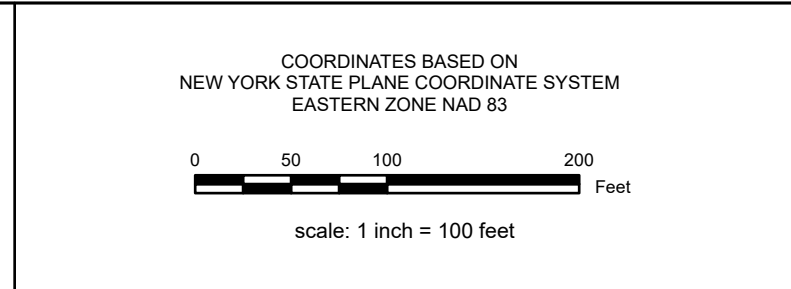 COORDINATES BASED ON
NEW YORK STATE PLANE COORDINATE SYSTEM
EASTERN ZONE NAD 83
0 50 100 200
Feet
scale: 1 inch = 100 feet